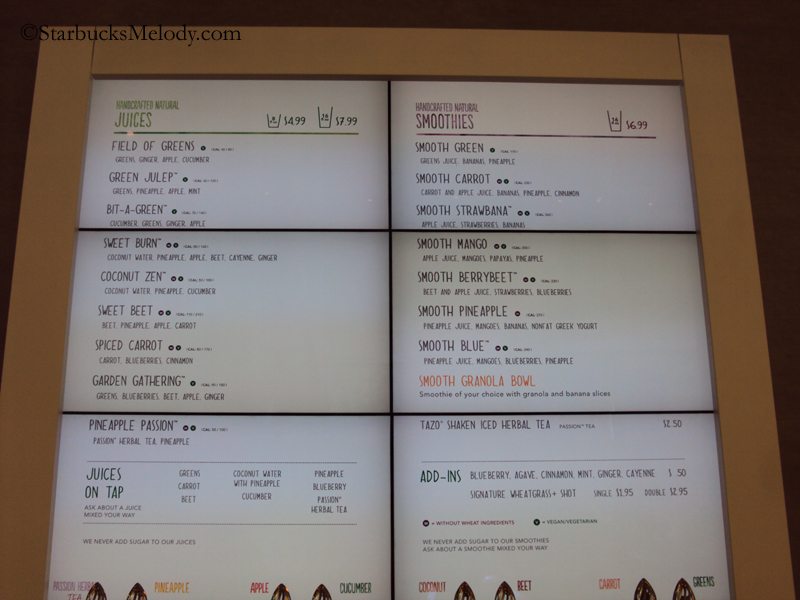 ©StarbucksMelody.com
HANDCRAFTED NATURAL
JUICES
8 $4.99
16 $7.99
FIELD OF GREENS
GREENS, GINGER, APPLE, CUCUMBER
GREEN JULEP™
GREENS, PINEAPPLE, APPLE, MINT
BIT-A-GREEN™
CUCUMBER, GREENS, GINGER, APPLE
SWEET BURN™
COCONUT WATER, PINEAPPLE, APPLE, BEET, CAYENNE, GINGER
COCONUT ZEN™
COCONUT WATER, PINEAPPLE, CUCUMBER
SWEET BEET
BEET, PINEAPPLE, APPLE, CARROT
SPICED CARROT
CARROT, BLUEBERRIES, CINNAMON
GARDEN GATHERING™
GREENS, BLUEBERRIES, BEET, APPLE, GINGER
PINEAPPLE PASSION™
PASSION® HERBAL TEA, PINEAPPLE
JUICES
ON TAP
ASK ABOUT A JUICE
MIXED YOUR WAY
GREENS
CARROT
BEET
COCONUT WATER
WITH PINEAPPLE
CUCUMBER
PINEAPPLE
BLUEBERRY
PASSION®
HERBAL TEA
WE NEVER ADD SUGAR TO OUR JUICES
PASSION HERBAL
TEA
PINEAPPLE
APPLE
CUCUMBER
HANDCRAFTED NATURAL
SMOOTHIES
$6.99
SMOOTH GREEN
GREENS JUICE, BANANAS, PINEAPPLE
SMOOTH CARROT
CARROT AND APPLE JUICE, BANANAS, PINEAPPLE, CINNAMON
SMOOTH STRAWBANA™
APPLE JUICE, STRAWBERRIES, BANANAS
SMOOTH MANGO
APPLE JUICE, MANGOES, PAPAYAS, PINEAPPLE
SMOOTH BERRYBEET™
BEET AND APPLE JUICE, STRAWBERRIES, BLUEBERRIES
SMOOTH PINEAPPLE
PINEAPPLE JUICE, MANGOES, BANANAS, NONFAT GREEK YOGURT
SMOOTH BLUE™
PINEAPPLE JUICE, MANGOES, BLUEBERRIES, PINEAPPLE
SMOOTH GRANOLA BOWL
Smoothie of your choice with granola and banana slices
TAZO® SHAKEN ICED HERBAL TEA PASSION™ TEA $2.50
ADD-INS BLUEBERRY, AGAVE, CINNAMON, MINT, GINGER, CAYENNE $ .50
SIGNATURE WHEATGRASS+ SHOT SINGLE $1.95 DOUBLE $2.95
W = WITHOUT WHEAT INGREDIENTS V = VEGAN/VEGETARIAN
WE NEVER ADD SUGAR TO OUR SMOOTHIES
ASK ABOUT A SMOOTHIE MIXED YOUR WAY
COCONUT
BEET
CARROT
GREENS